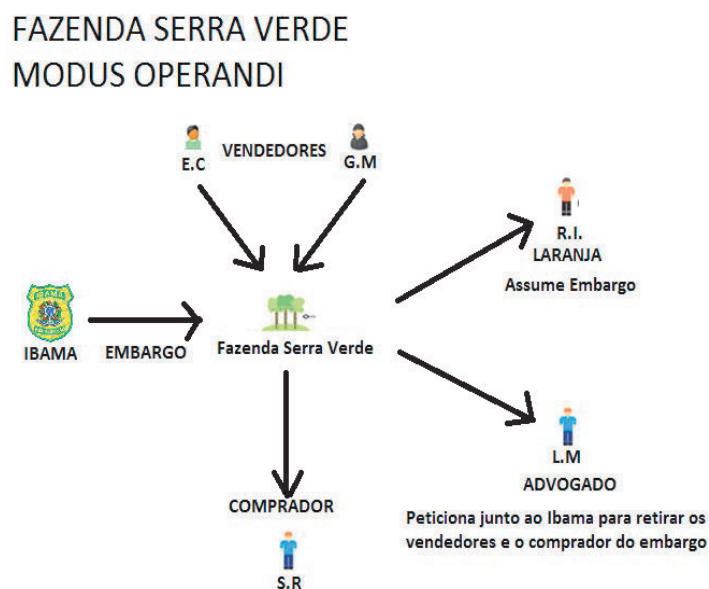 FAZENDA SERRA VERDE
MODUS OPERANDI
VENDEDORES
E.C
G.M
R.I.
LARANJA
Assume Embargo
IBAMA
IBAMA
EMBARGO
Fazenda Serra Verde
L.M
ADVOGADO
COMPRADOR
Peticiona junto ao Ibama para retirar os
vendedores e o comprador do embargo
S.R